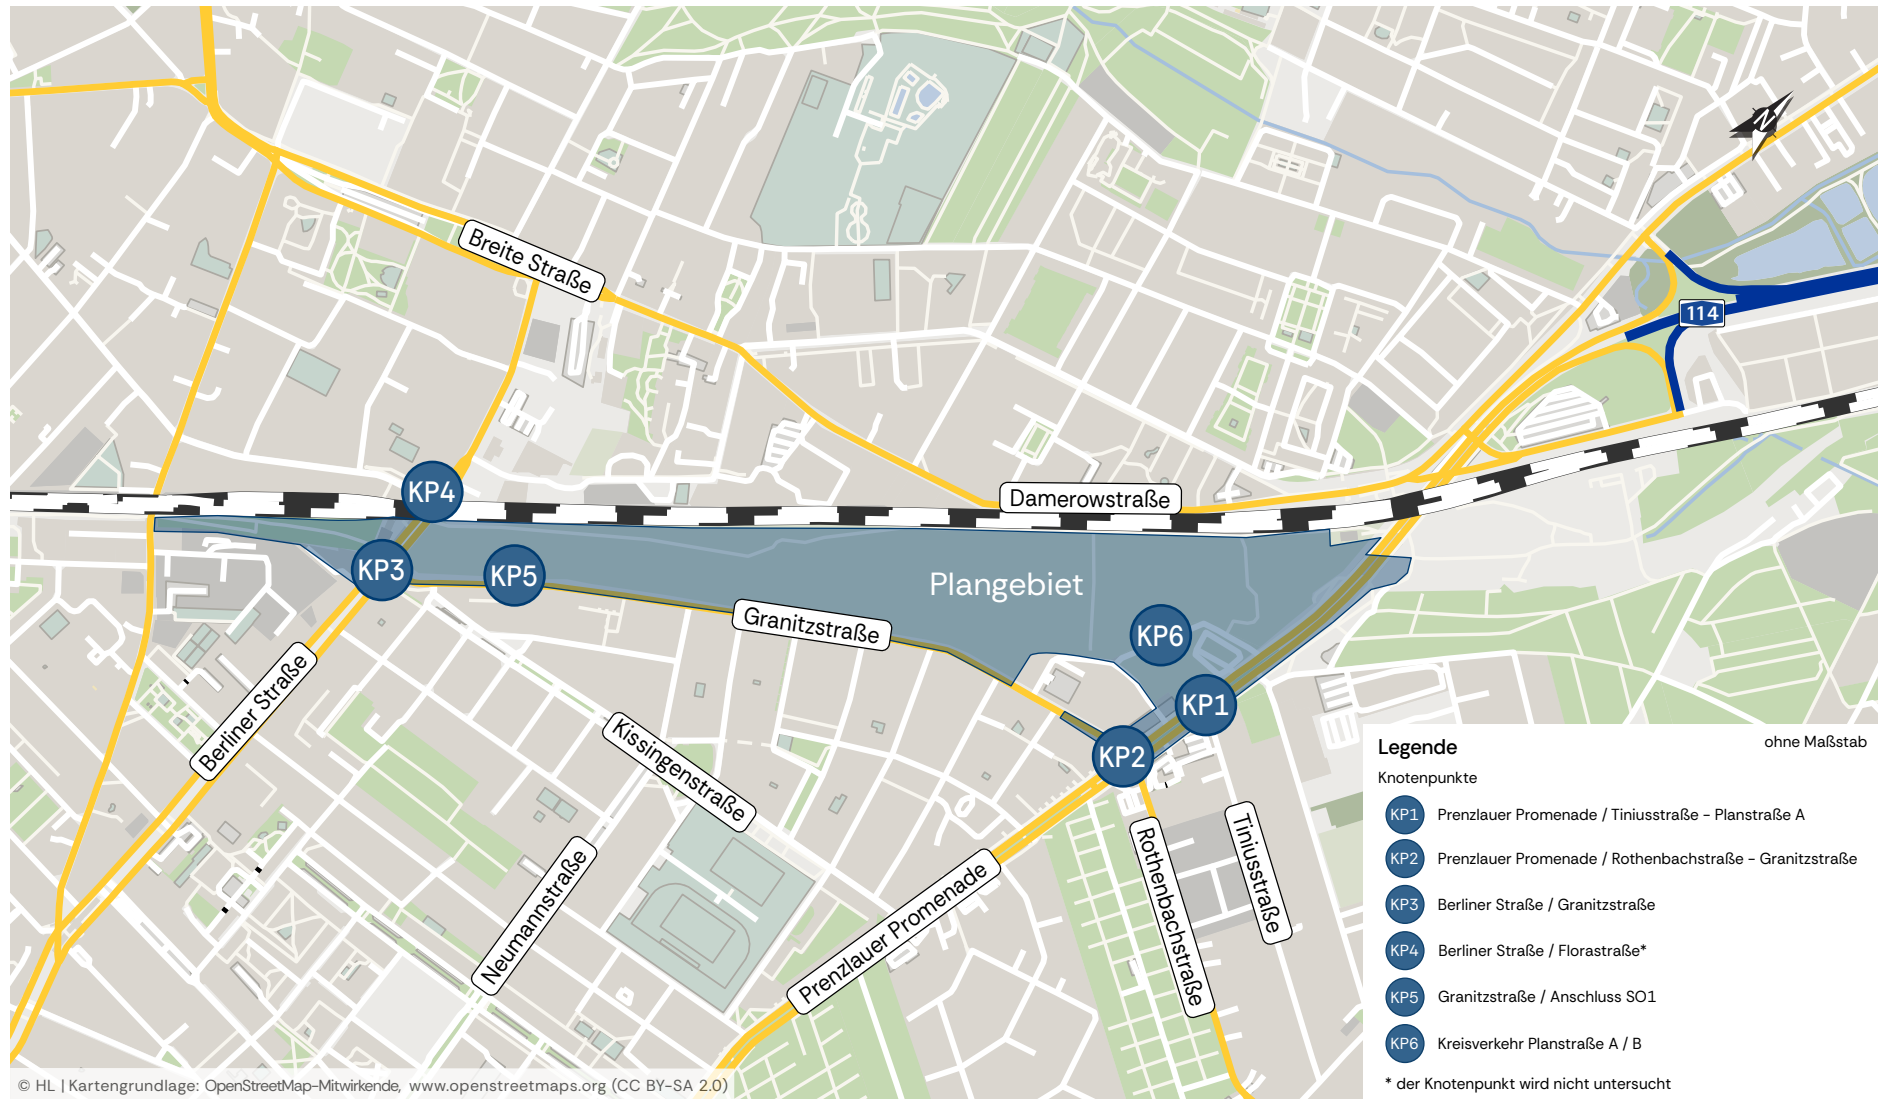 N
Breite Straße
114
KP4
Damerowstraße
KP3
KP5
Plangebiet
Granitzstraße
KP6
KP1
KP2
Berliner Straße
Kissingenstraße
Neumannstraße
Prenzlauer Promenade
Rothenbachstraße
Tiniusstraße
Legende
ohne Maßstab
Knotenpunkte
KP1 Prenzlauer Promenade / Tiniusstraße – Planstraße A
KP2 Prenzlauer Promenade / Rothenbachstraße – Granitzstraße
KP3 Berliner Straße / Granitzstraße
KP4 Berliner Straße / Florastraße*
KP5 Granitzstraße / Anschluss SO1
KP6 Kreisverkehr Planstraße A / B
* der Knotenpunkt wird nicht untersucht
© HL | Kartengrundlage: OpenStreetMap-Mitwirkende, www.openstreetmaps.org (CC BY-SA 2.0)